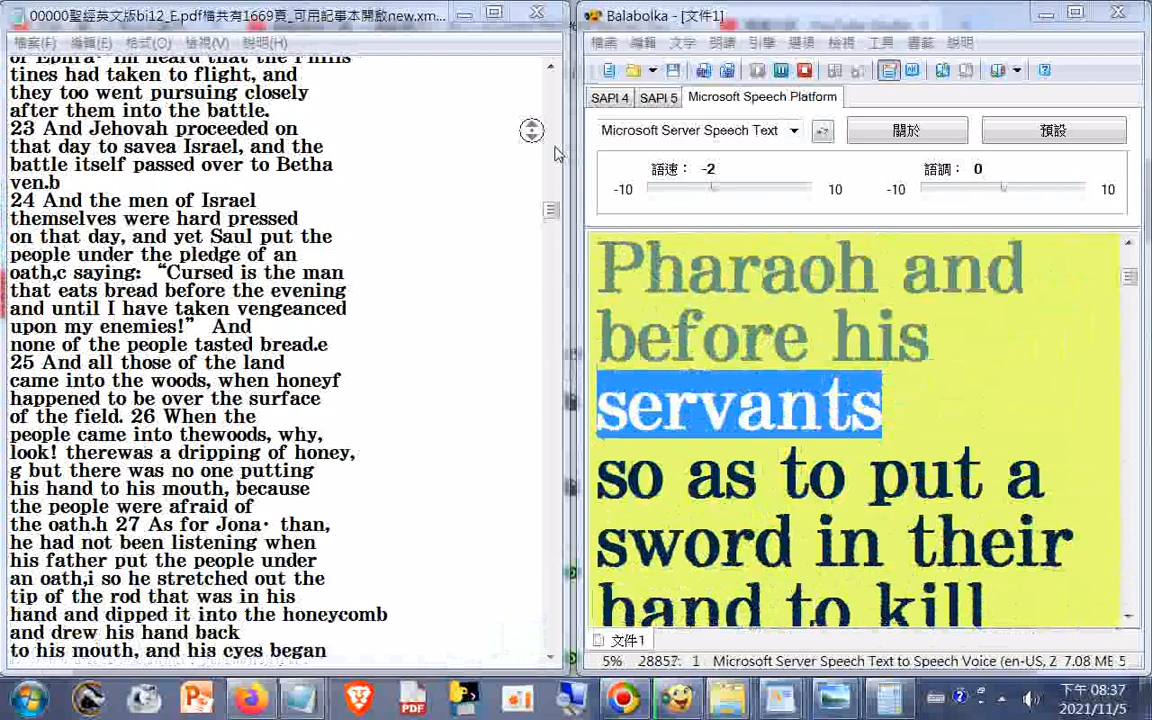 00000聖經英文版bi12_E.pdf檔共有1669頁_可用記事本開啟new.xm...
檔案(F) 編輯(E) 格式(O) 檢視(V) 說明(H)
tines had taken to flight, and
they too went pursuing closely
after them into the battle.
23 And Jehovah proceeded on
that day to savea Israel, and the
battle itself passed over to Betha
ven.b
24 And the men of Israel
themselves were hard pressed
on that day, and yet Saul put the
people under the pledge of an
oath,c saying: “Cursed is the man
that eats bread before the evening
and until I have taken vengeanced
upon my enemies!” And
none of the people tasted bread.e
25 And all those of the land
came into the woods, when honeyf
happened to be over the surface
of the field. 26 When the
people came into thewoods, why,
look! therewas a dripping of honey,
g but there was no one putting
his hand to his mouth, because
the people were afraid of
the oath.h 27 As for Jona· than,
he had not been listening when
his father put the people under
an oath,i so he stretched out the
tip of the rod that was in his
hand and dipped it into the honeycomb
and drew his hand back
to his mouth, and his cyes began
Balabolka - [文件1]
檔案 編輯 文字 朗讀 引擎 選項 檢視 工具 書籤 說明
SAPI 4 SAPI 5 Microsoft Speech Platform
Microsoft Server Speech Text 關於 預設
語速： -2 語調： 0
-10 10 -10 10
Pharaoh and
before his
servants
so as to put a
sword in their
hand to kill
文件1
5% 28857: 1 Microsoft Server Speech Text to Speech Voice (en-US, Z 7.08 ME 5
PDF
下午 08:37
2021/11/5